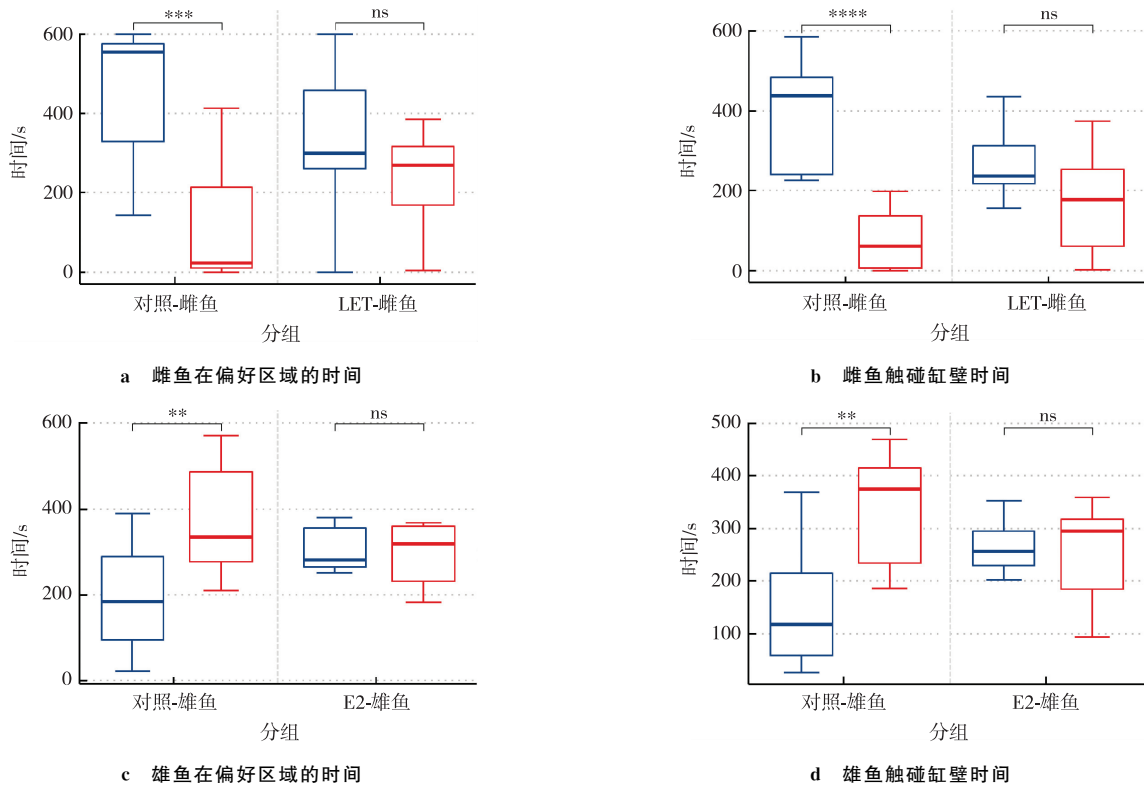 ***
ns
600
400
200
0
时间/s
对照-雌鱼
LET-雌鱼
分组
a 雌鱼在偏好区域的时间
****
ns
600
400
200
0
时间/s
对照-雌鱼
LET-雌鱼
分组
b 雌鱼触碰缸壁时间
**
ns
600
400
200
0
时间/s
对照-雄鱼
E2-雄鱼
分组
c 雄鱼在偏好区域的时间
**
ns
500
400
300
200
100
时间/s
对照-雄鱼
E2-雄鱼
分组
d 雄鱼触碰缸壁时间